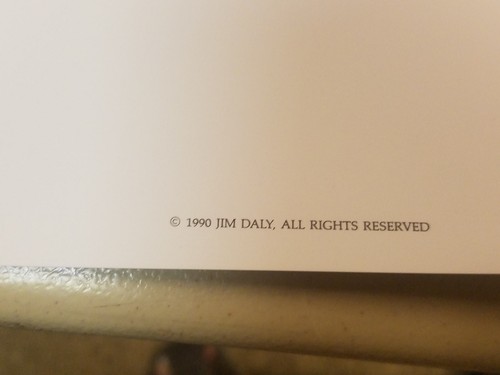 © 1990 JIM DALY, ALL RIGHTS RESERVED